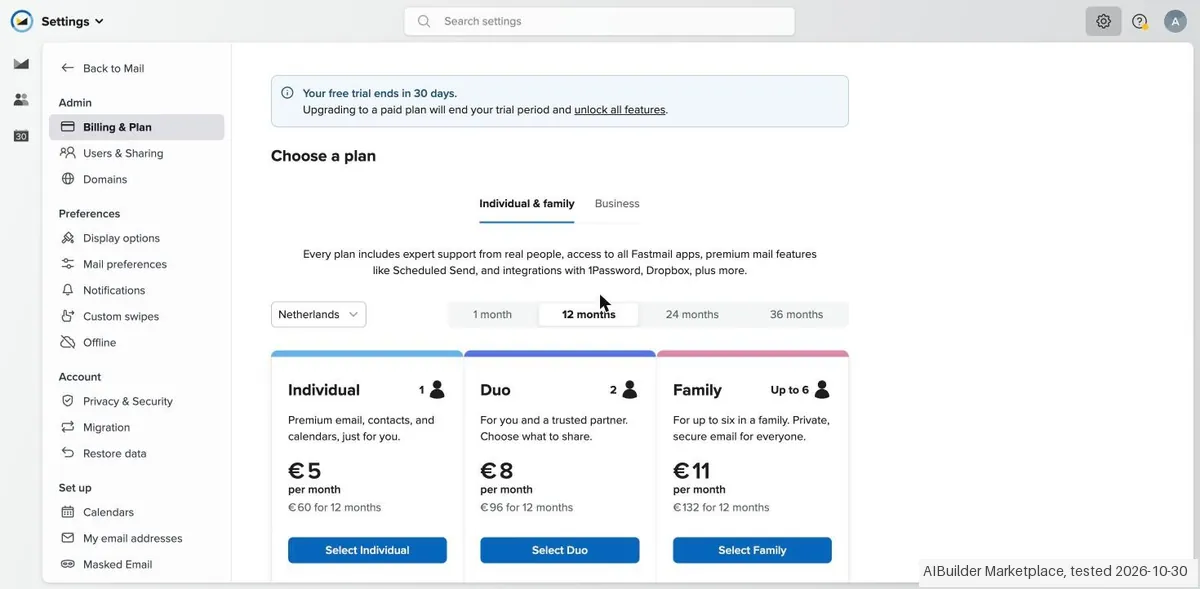 Settings
Search settings
A
30
Back to Mail
Admin
Billing & Plan
Users & Sharing
Domains
Preferences
Display options
Mail preferences
Notifications
Custom swipes
Offline
Account
Privacy & Security
Migration
Restore data
Set up
Calendars
My email addresses
Masked Email
Your free trial ends in 30 days.
Upgrading to a paid plan will end your trial period and unlock all features.
Choose a plan
Individual & family
Business
Every plan includes expert support from real people, access to all Fastmail apps, premium mail features
like Scheduled Send, and integrations with 1Password, Dropbox, plus more.
Netherlands
1 month
12 months
24 months
36 months
Individual
1
Premium email, contacts, and
calendars, just for you.
€5
per month
€60 for 12 months
Select Individual
Duo
2
For you and a trusted partner.
Choose what to share.
€8
per month
€96 for 12 months
Select Duo
Family
Up to 6
For up to six in a family. Private,
secure email for everyone.
€11
per month
€132 for 12 months
Select Family
AIBuilder Marketplace, tested 2026-10-30